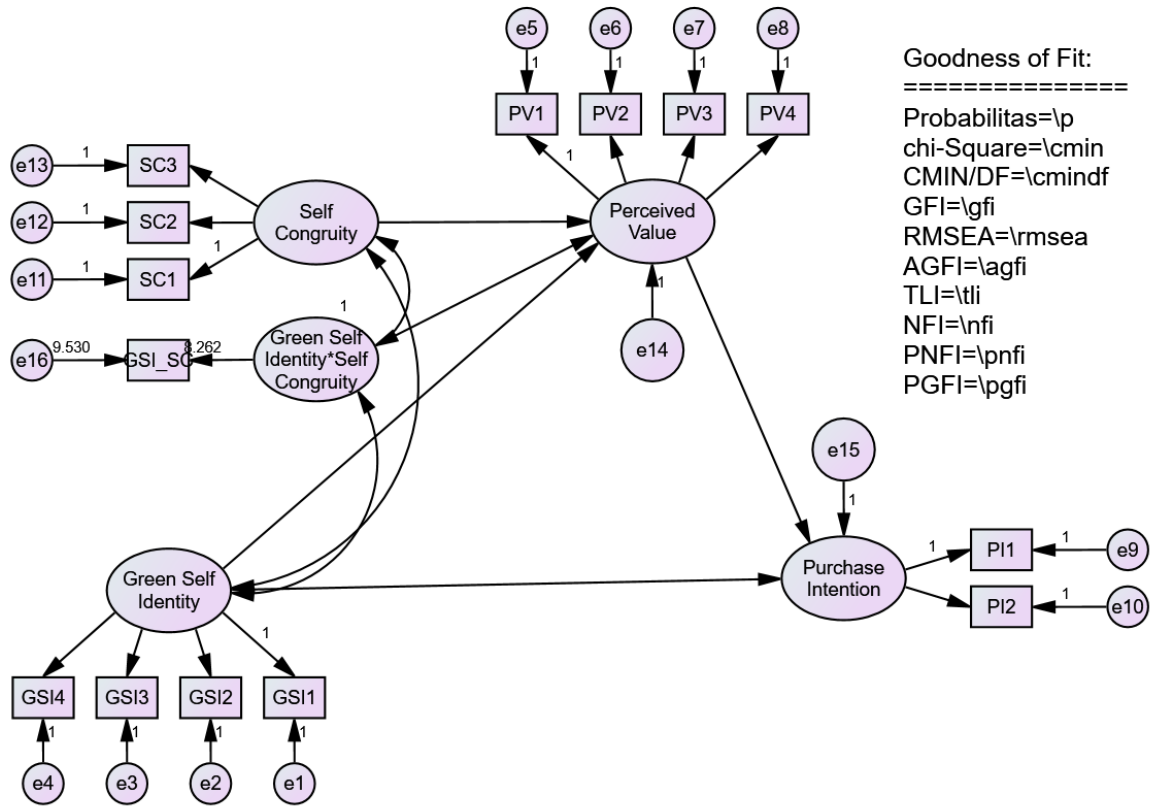 e5
e6
e7
e8
1
1
1
1
PV1
PV2
PV3
PV4
1
Goodness of Fit:
===============
Probabilitas=\p
chi-Square=\cmin
CMIN/DF=\cmindf
GFI=\gfi
RMSEA=\rmsea
AGFI=\agfi
TLI=\tli
NFI=\nfi
PNFI=\pnfi
PGFI=\pgfi
e13
1
SC3
e12
1
SC2
e11
1
SC1
1
Self
Congruity
Perceived
Value
1
e14
1
Green Self
Identity*Self
Congruity
e16
9.530
GSI_SC
8.262
e15
1
Purchase
Intention
1
PI1
1
e9
PI2
1
e10
Green Self
Identity
1
GSI4
GSI3
GSI2
GSI1
1
1
1
1
e4
e3
e2
e1